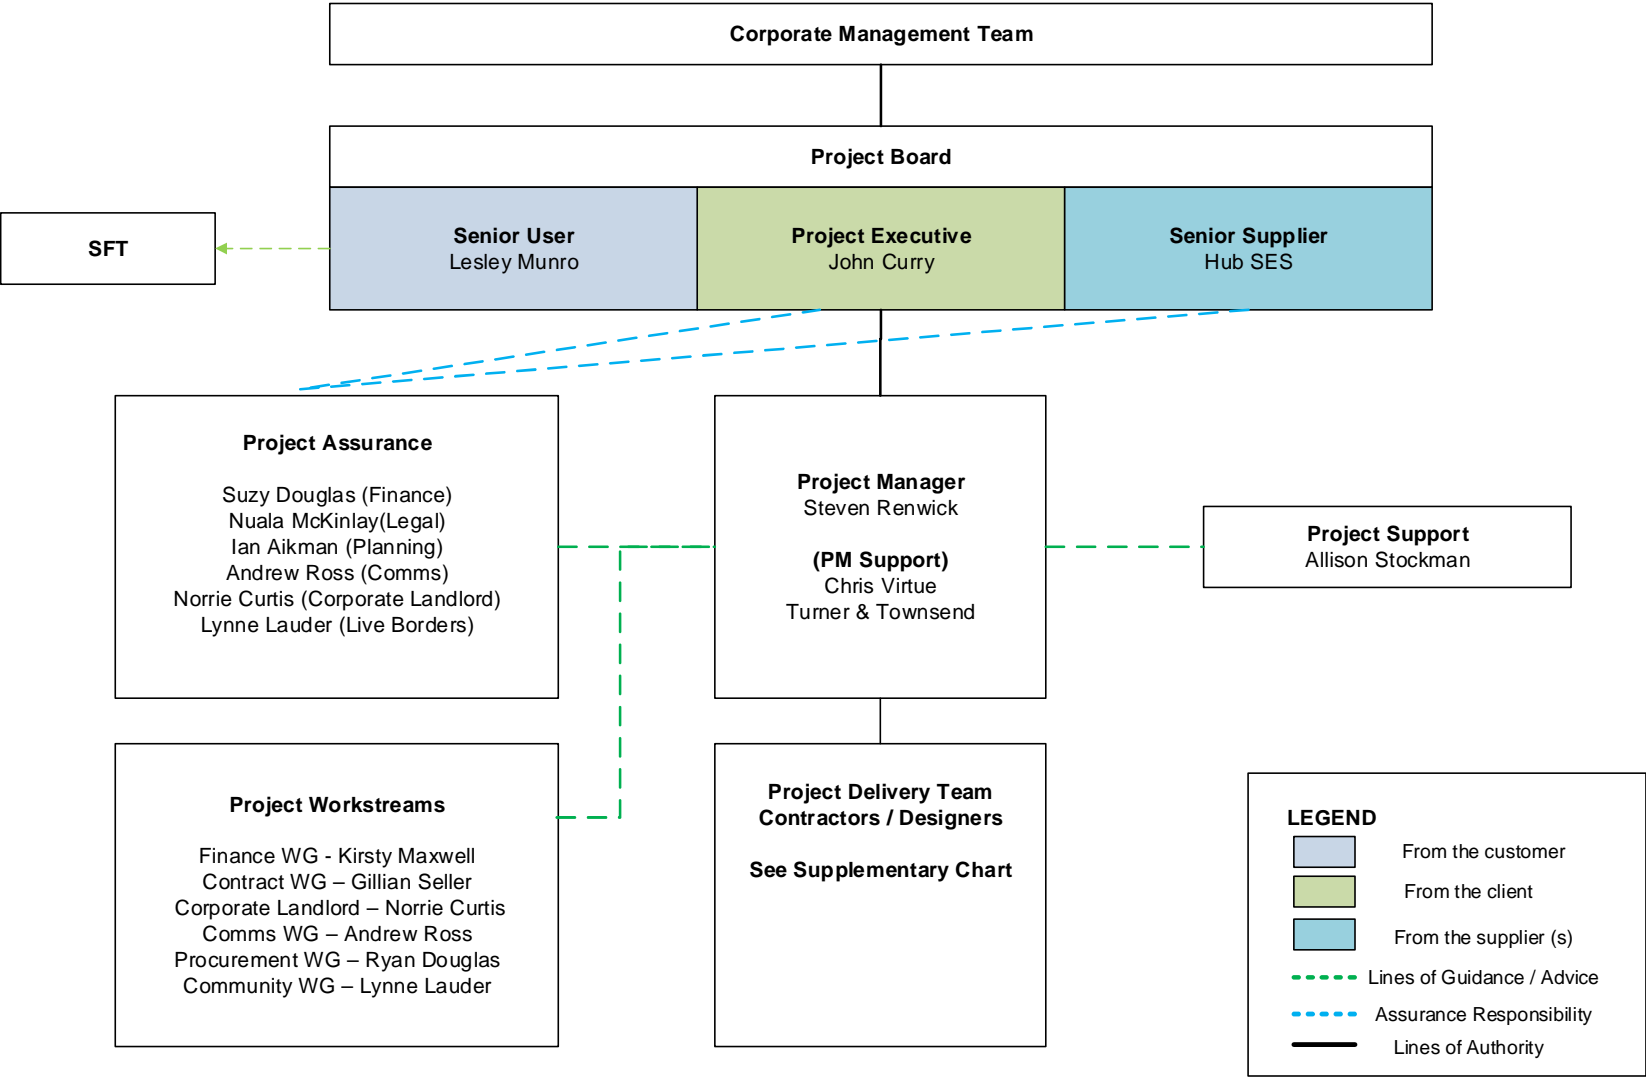 Corporate Management Team
Project Board
SFT
Senior User
Lesley Munro
Project Executive
John Curry
Senior Supplier
Hub SES
Project Assurance
Suzy Douglas (Finance)
Nuala McKinlay(Legal)
Ian Aikman (Planning)
Andrew Ross (Comms)
Norrie Curtis (Corporate Landlord)
Lynne Lauder (Live Borders)
Project Manager
Steven Renwick
(PM Support)
Chris Virtue
Turner & Townsend
Project Support
Allison Stockman
Project Workstreams
Finance WG - Kirsty Maxwell
Contract WG – Gillian Seller
Corporate Landlord – Norrie Curtis
Comms WG – Andrew Ross
Procurement WG – Ryan Douglas
Community WG – Lynne Lauder
Project Delivery Team
Contractors / Designers
See Supplementary Chart
LEGEND
From the customer
From the client
From the supplier (s)
Lines of Guidance / Advice
Assurance Responsibility
Lines of Authority